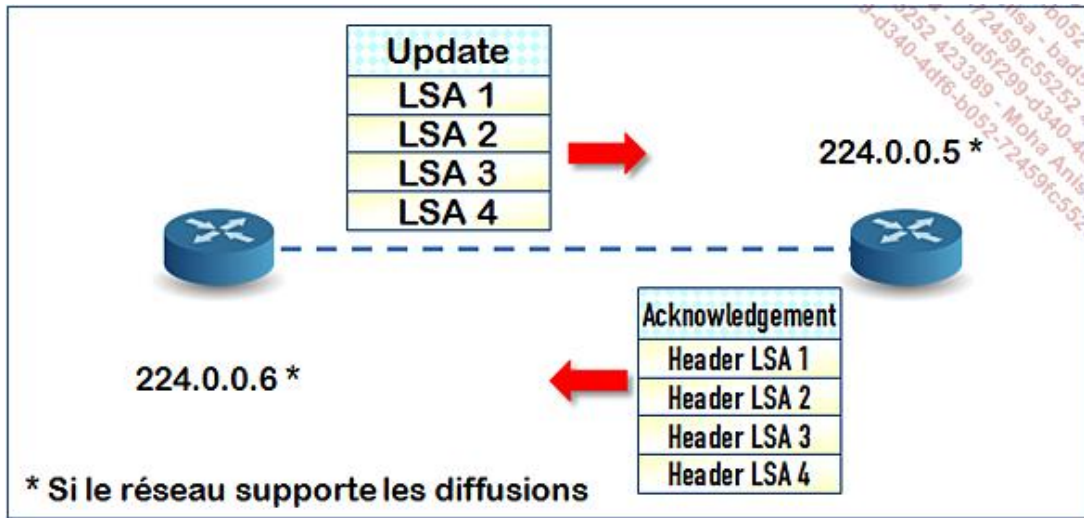 Update
LSA 1
LSA 2
LSA 3
LSA 4
224.0.0.5 *
Acknowledgement
Header LSA 1
Header LSA 2
Header LSA 3
Header LSA 4
224.0.0.6 *
* Si le réseau supporte les diffusions